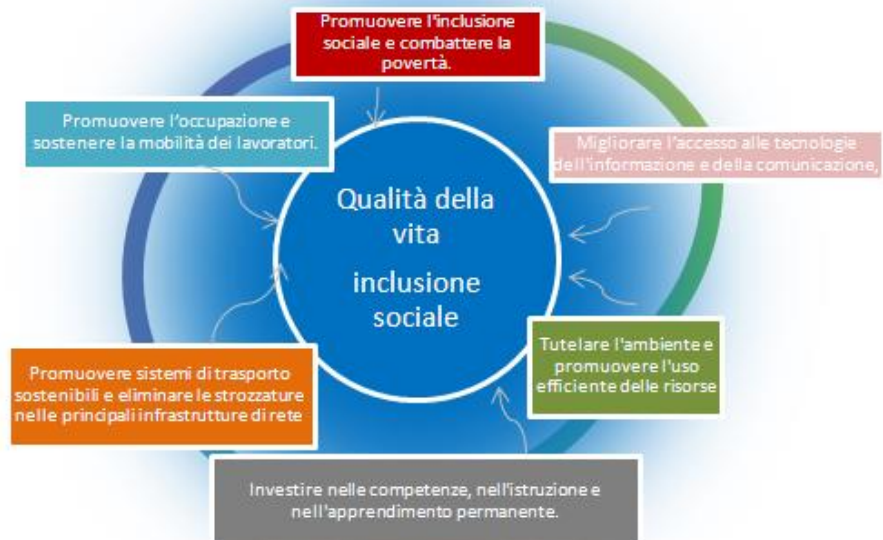 Promuovere l'inclusione
sociale e combattere la
povertà.
Promuovere l'occupazione e
sostenere la mobilità dei lavoratori.
Migliorare l'accesso alle tecnologie
dell'informazione e della comunicazione,
Qualità della
vita
inclusione
sociale
Tutelare l'ambiente e
promuovere l'uso
efficiente delle risorse
Promuovere sistemi di trasporto
sostenibili e eliminare le strozzature
nelle principali infrastrutture di rete
Investire nelle competenze, nell'istruzione e
nell'apprendimento permanente.